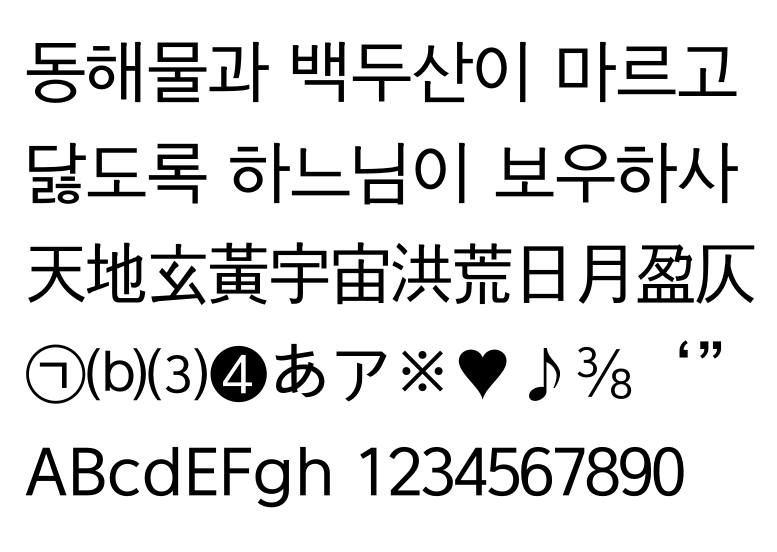 동해물과 백두산이 마르고
닳도록 하느님이 보우하사
天地玄黃宇宙洪荒日月盈仄
㉠⒝⑶❹あア※♥♪⅜ ‘”
ABcdEFgh 1234567890